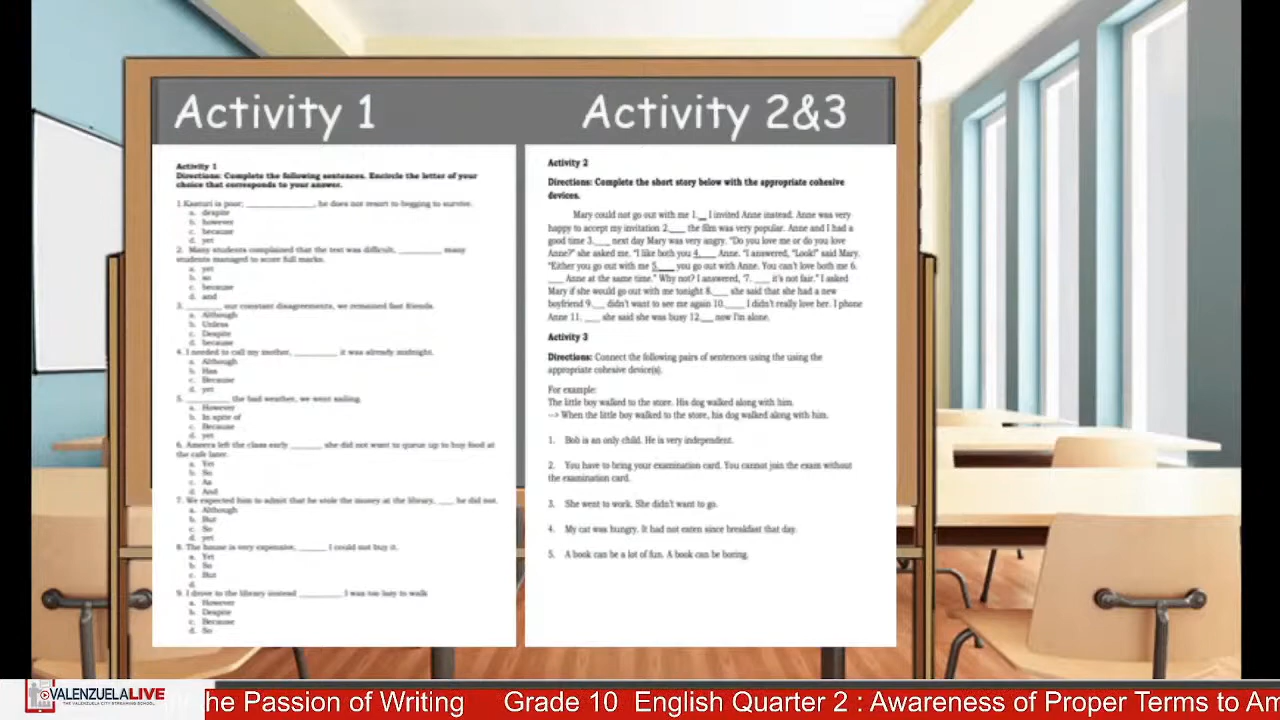 Activity 1
Activity 1
Directions: Complete the following sentences. Encircle the letter of your
choice that corresponds to your answer.
1.Kasturi is poor; ______________, he does not resort to begging to survive.
a. despite
b. however
c. because
d. yet
2. Many students complained that the test was difficult, _________ many
students managed to score full marks.
a. yet
b. so
c. because
d. and
3. ________ our constant disagreements, we remained fast friends.
a. Although
b. Unless
c. Despite
d. because
4. I needed to call my mother, _________ it was already midnight.
a. Although
b. Has
c. Because
d. yet
5. _________ the bad weather, we went sailing.
a. However
b. In spite of
c. Because
d. yet
6. Ameera left the class early _______ she did not want to queue up to buy food at
the cafe later.
a. Yet
b. So
c. As
d. And
7. We expected him to admit that he stole the money at the library, ___ he did not.
a. Although
b. But
c. So
d. yet
8. The house is very expensive, ______ I could not buy it.
a. Yet
b. So
c. But
d.
9. I drove to the library instead _________ I was too lazy to walk
a. However
b. Despite
c. Because
d. So
Activity 2&3
Activity 2
Directions: Complete the short story below with the appropriate cohesive
devices.
Mary could not go out with me 1.__ I invited Anne instead. Anne was very
happy to accept my invitation 2.____ the film was very popular. Anne and I had a
good time 3.____ next day Mary was very angry. “Do you love me or do you love
Anne?” she asked me. “I like both you 4.____ Anne. “I answered, “Look!” said Mary.
“Either you go out with me 5.____ you go out with Anne. You can’t love both me 6.
____ Anne at the same time.” Why not? I answered, ‘7. ___ it’s not fair.” I asked
Mary if she would go out with me tonight 8.____ she said that she had a new
boyfriend 9.___ didn’t want to see me again 10.____ I didn’t really love her. I phone
Anne 11. ____ she said she was busy 12.___ now I’m alone.
Activity 3
Directions: Connect the following pairs of sentences using the using the
appropriate cohesive device(s).
For example:
The little boy walked to the store. His dog walked along with him.
--> When the little boy walked to the store, his dog walked along with him.
1. Bob is an only child. He is very independent.
2. You have to bring your examination card. You cannot join the exam without
the examination card.
3. She went to work. She didn’t want to go.
4. My cat was hungry. It had not eaten since breakfast that day.
5. A book can be a lot of fun. A book can be boring.
VALENZUELALIVE
THE VALENZUELA CITY STREAMING SCHOOL
he Passion of Writing Grade 10 English Quarter 2 : Awareness of Proper Terms to An